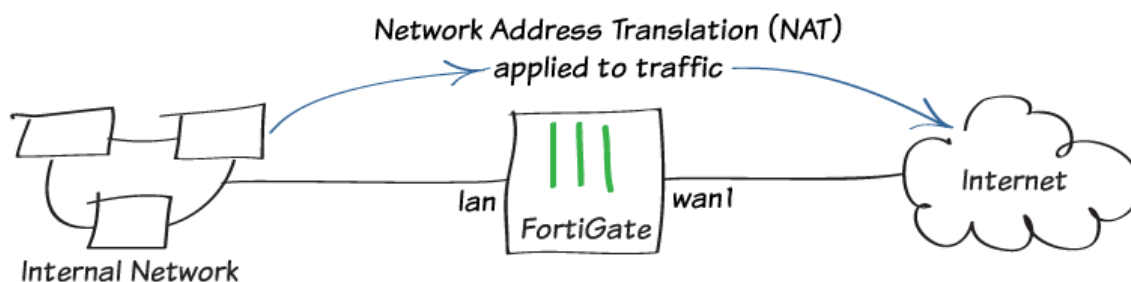 Network Address Translation (NAT)
applied to traffic
lan
wan1
Internet
FortiGate
Internal Network